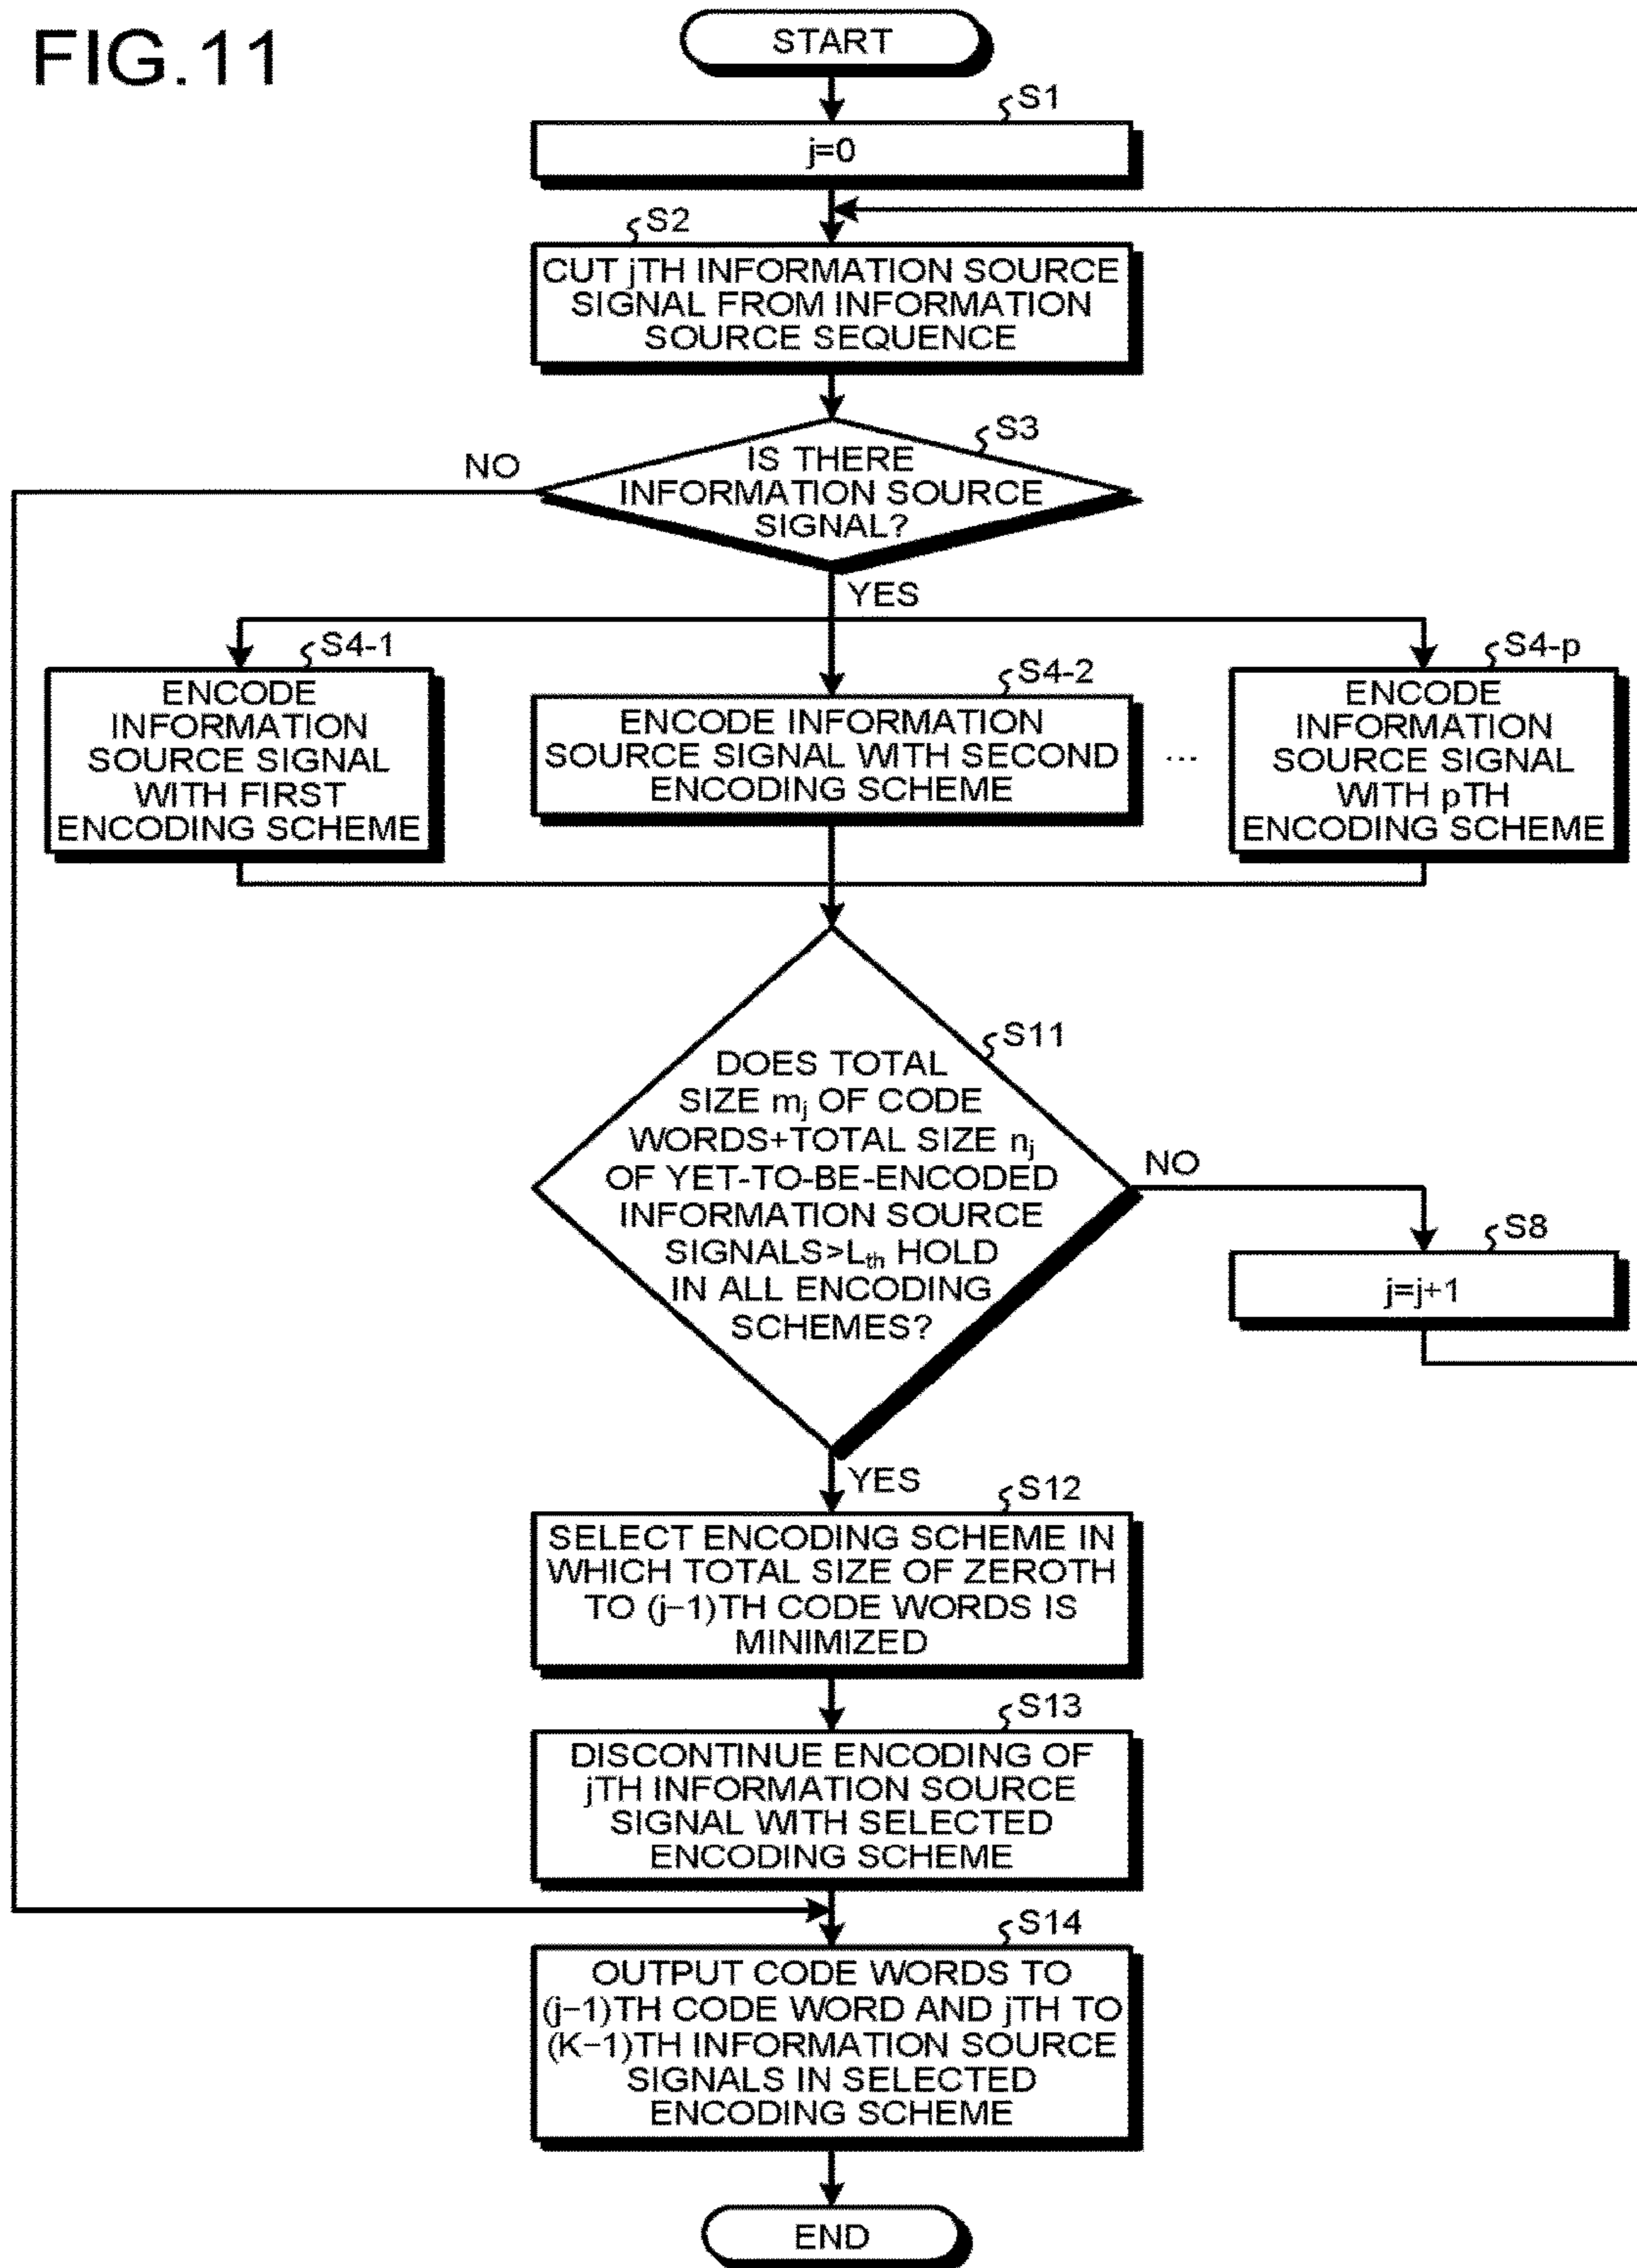 FIG.11
START
S1
j=0
S2
CUT jTH INFORMATION SOURCE
SIGNAL FROM INFORMATION
SOURCE SEQUENCE
S3
IS THERE
INFORMATION SOURCE
SIGNAL?
NO
YES
S4-1
ENCODE
INFORMATION
SOURCE SIGNAL
WITH FIRST
ENCODING SCHEME
S4-2
ENCODE INFORMATION
SOURCE SIGNAL WITH SECOND
ENCODING SCHEME
...
S4-p
ENCODE
INFORMATION
SOURCE SIGNAL
WITH pTH
ENCODING SCHEME
S11
DOES TOTAL
SIZE mj OF CODE
WORDS+TOTAL SIZE nj
OF YET-TO-BE-ENCODED
INFORMATION SOURCE
SIGNALS>Lth HOLD
IN ALL ENCODING
SCHEMES?
NO
S8
j=j+1
YES
S12
SELECT ENCODING SCHEME IN
WHICH TOTAL SIZE OF ZEROTH
TO (j−1)TH CODE WORDS IS
MINIMIZED
S13
DISCONTINUE ENCODING OF
jTH INFORMATION SOURCE
SIGNAL WITH SELECTED
ENCODING SCHEME
S14
OUTPUT CODE WORDS TO
(j−1)TH CODE WORD AND jTH TO
(K−1)TH INFORMATION SOURCE
SIGNALS IN SELECTED
ENCODING SCHEME
END